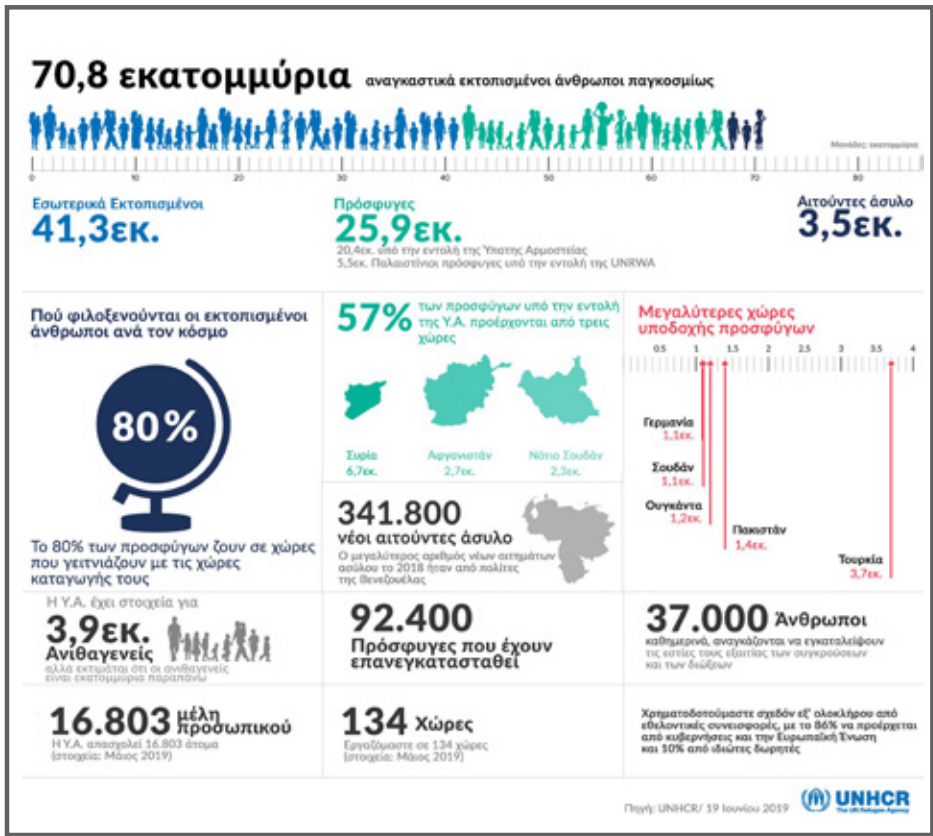 70,8 εκατομμύρια αναγκαστικά εκτοπισμένοι άνθρωποι παγκοσμίως
Μονάδες: εκατομμύρια
0 10 20 30 40 50 60 70 80
Εσωτερικά Εκτοπισμένοι
41,3εκ.
Πρόσφυγες
25,9εκ.
20,4εκ. υπό την εντολή της Ύπατης Αρμοστείας
5,5εκ. Παλαιστίνιοι πρόσφυγες υπό την εντολή της UNRWA
Αιτούντες άσυλο
3,5εκ.
Πού φιλοξενούνται οι εκτοπισμένοι
άνθρωποι ανά τον κόσμο
80%
Το 80% των προσφύγων ζουν σε χώρες
που γειτνιάζουν με τις χώρες
καταγωγής τους
57% των προσφύγων υπό την εντολή
της Υ.Α. προέρχονται από τρεις
χώρες
Συρία
6,7εκ.
Αφγανιστάν
2,7εκ.
Νότιο Σουδάν
2,3εκ.
341.800
νέοι αιτούντες άσυλο
Ο μεγαλύτερος αριθμός νέων αιτημάτων
ασύλου το 2018 ήταν από πολίτες
της Βενεζουέλας
Μεγαλύτερες χώρες
υποδοχής προσφύγων
0.5 1 1.5 2 2.5 3 3.5 4
Γερμανία
1,1εκ.
Σουδάν
1,1εκ.
Ουγκάντα
1,2εκ.
Πακιστάν
1,4εκ.
Τουρκία
3,7εκ.
Η Υ.Α. έχει στοιχεία για
3,9εκ.
Ανιθαγενείς
αλλά εκτιμάται ότι οι ανιθαγενείς
είναι εκατομμύρια παραπάνω
92.400
Πρόσφυγες που έχουν
επανεγκατασταθεί
37.000 Άνθρωποι
καθημερινά, αναγκάζονται να εγκαταλείψουν
τις εστίες τους εξαιτίας των συγκρούσεων
και των διώξεων
16.803 μέλη
προσωπικού
Η Υ.Α. απασχολεί 16.803 άτομα
(στοιχεία: Μάιος 2019)
134 Χώρες
Εργαζόμαστε σε 134 χώρες
(στοιχεία: Μάιος 2019)
Χρηματοδοτούμαστε σχεδόν εξ' ολοκλήρου από
εθελοντικές συνεισφορές, με το 86% να προέρχεται
από κυβερνήσεις και την Ευρωπαϊκή Ένωση
και 10% από ιδιώτες δωρητές
Πηγή: UNHCR/ 19 Ιουνίου 2019
UNHCR
The UN Refugee Agency